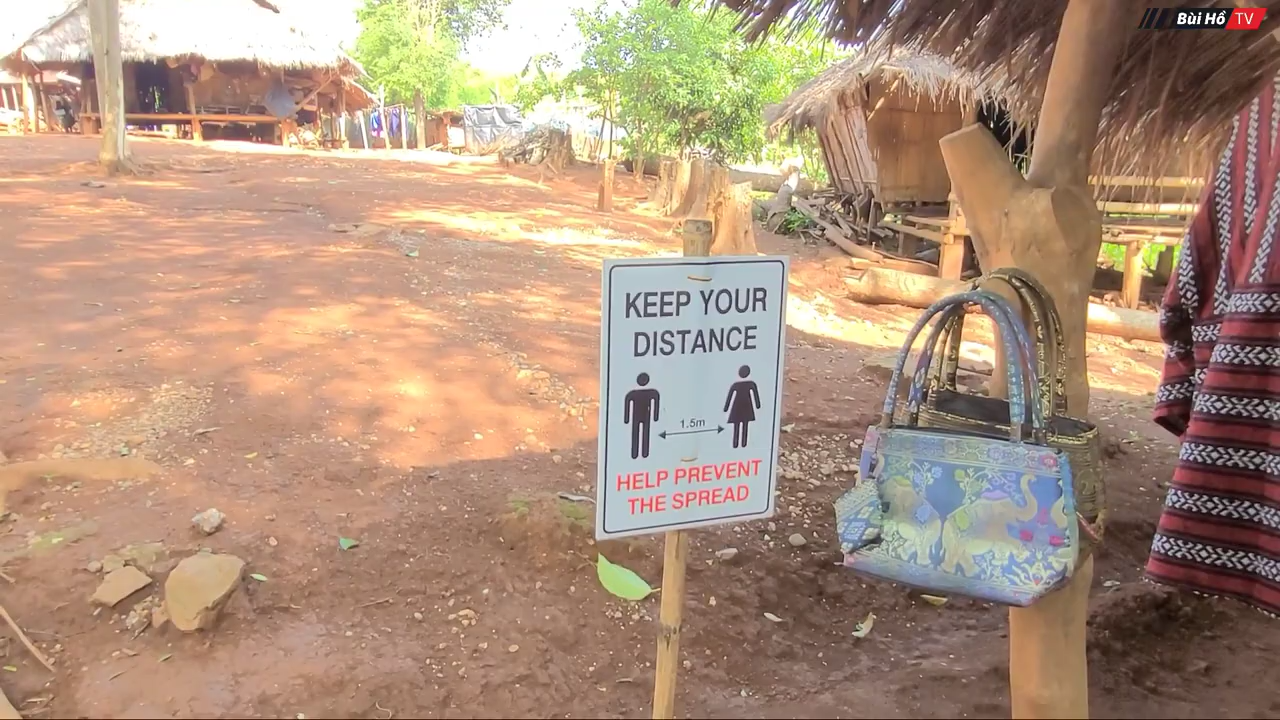 Bùi Hồ TV
KEEP YOUR
DISTANCE
1.5m
HELP PREVENT
THE SPREAD